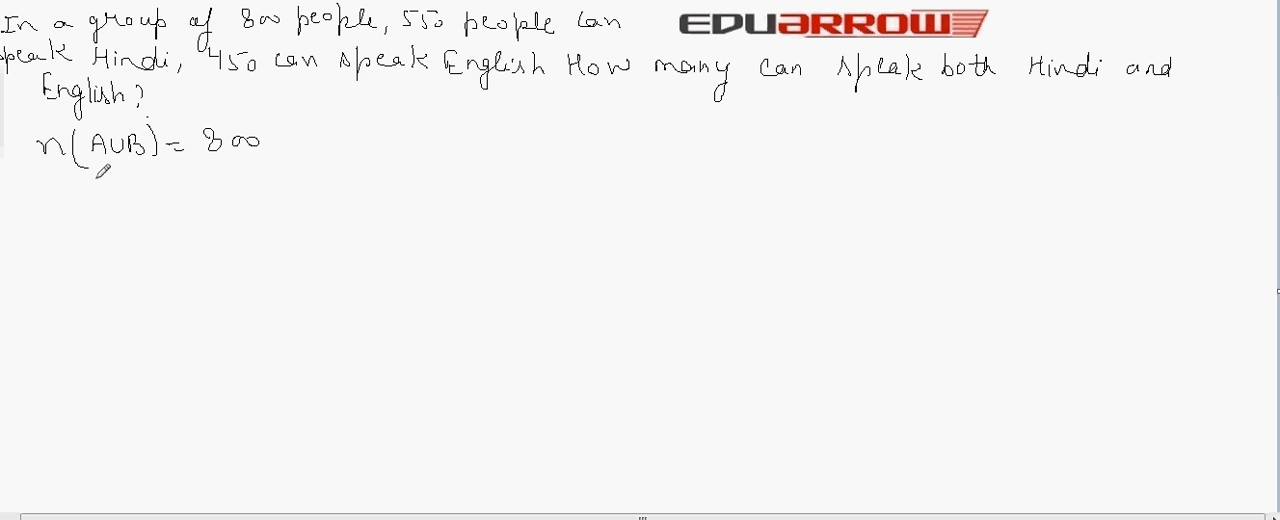 In a group of 800 people, 550 people can
EDUARROW
peak Hindi, 450 can speak English How many can speak both Hindi and
English?
n(AUB) = 800